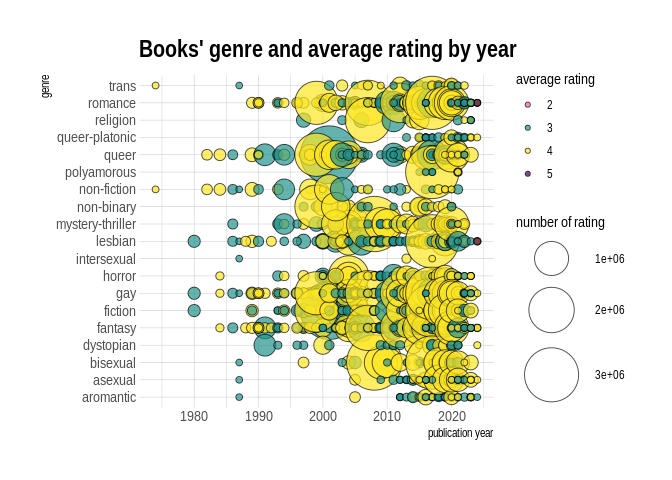 Books' genre and average rating by year
genre
trans
romance
religion
queer-platonic
queer
polyamorous
non-fiction
non-binary
mystery-thriller
lesbian
intersexual
horror
gay
fiction
fantasy
dystopian
bisexual
asexual
aromantic
1980 1990 2000 2010 2020
publication year
average rating
2
3
4
5
number of rating
1e+06
2e+06
3e+06